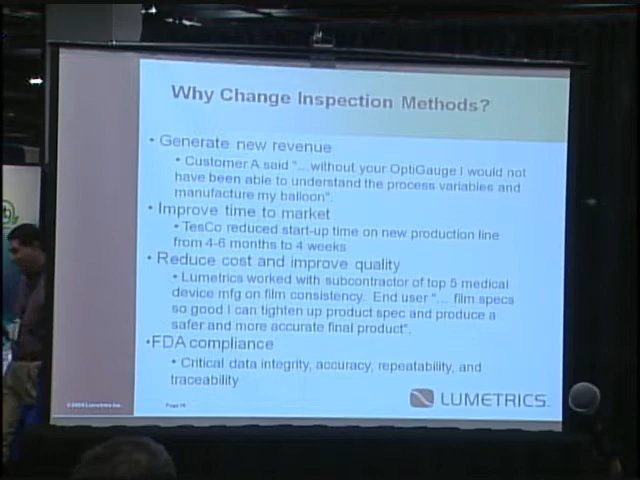 Why Change Inspection Methods?
• Generate new revenue
• Customer A said "...without your OptiGauge I would not
have been able to understand the process variables and
manufacture my balloon".
• Improve time to market
• TesCo reduced start-up time on new production line
from 4-6 months to 4 weeks
• Reduce cost and improve quality
• Lumetrics worked with subcontractor of top 5 medical
device mfg on film consistency. End user "... film specs
so good I can tighten up product spec and produce a
safer and more accurate final product".
•FDA compliance
• Critical data integrity, accuracy, repeatability, and
traceability
Lumetrics Inc.
Page
LUMETRICS